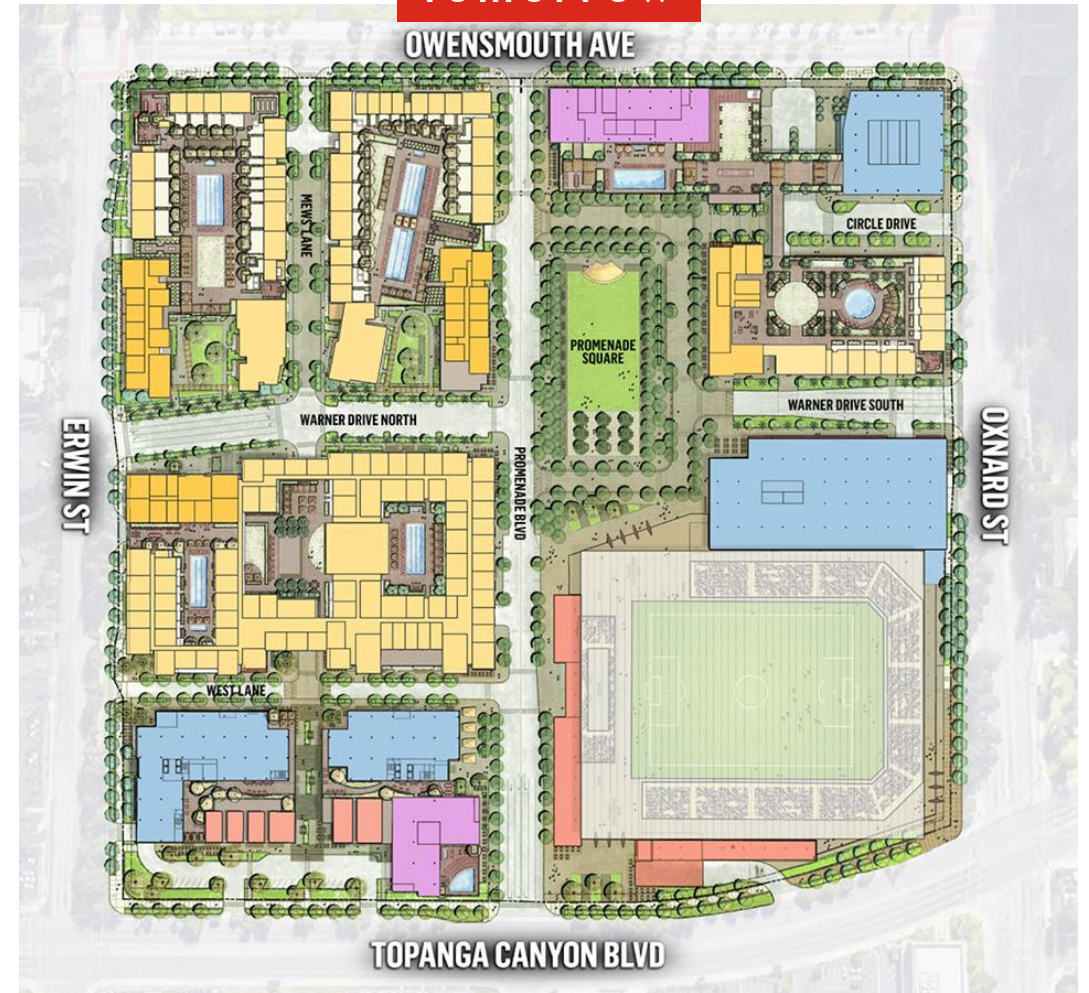 OWENSMOUTH AVE
MEWS LANE
CIRCLE DRIVE
PROMENADE
SQUARE
WARNER DRIVE NORTH
WARNER DRIVE SOUTH
ERWIN ST
PROMENADE BLVD
OXNARD ST
WEST LANE
TOPANGA CANYON BLVD